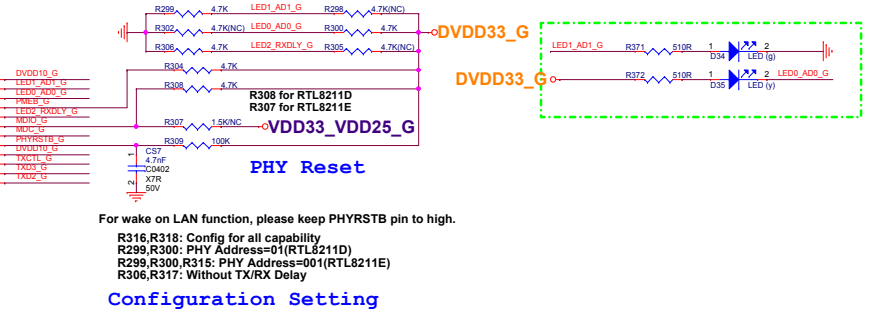 R299 4.7K LED1_AD1_G R298 4.7K(NC)
R302 4.7K(NC) LED0_AD0_G R300 4.7K DVDD33_G
R306 4.7K LED2_RXDLY_G R305 4.7K(NC)
R304 4.7K
R308 4.7K
R308 for RTL8211D
R307 for RTL8211E
R307 1.5K/NC VDD33_VDD25_G
R309 100K
DVDD10_G
LED1_AD1_G
LED0_AD0_G
PMEB_G
LED2_RXDLY_G
MDIO_G
MDC_G
PHYRSTB_G
DVDD10_G
TXCTL_G
TXD3_G
TXD2_G
1
CS7
4.7nF
C0402
X7R
2
50V
PHY Reset
LED1_AD1_G R371 510R 1 2
D34 LED (g)
DVDD33_G R372 510R 1 2 LED0_AD0_G
D35 LED (y)
For wake on LAN function, please keep PHYRSTB pin to high.
R316,R318: Config for all capability
R299,R300: PHY Address=01(RTL8211D)
R299,R300,R315: PHY Address=001(RTL8211E)
R306,R317: Without TX/RX Delay
Configuration Setting